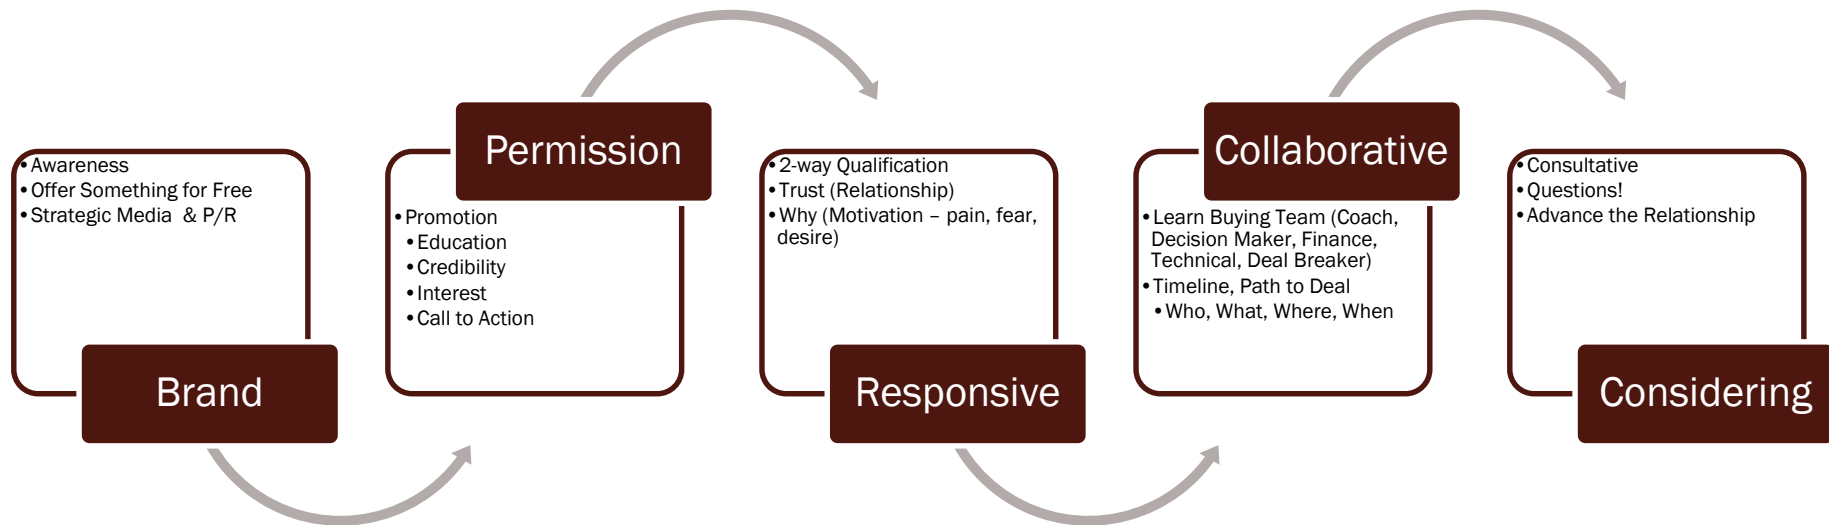 •Awareness
•Offer Something for Free
•Strategic Media & P/R
Brand
Permission
•Promotion
•Education
•Credibility
•Interest
•Call to Action
•2-way Qualification
•Trust (Relationship)
•Why (Motivation – pain, fear,
desire)
Responsive
Collaborative
•Learn Buying Team (Coach,
Decision Maker, Finance,
Technical, Deal Breaker)
•Timeline, Path to Deal
•Who, What, Where, When
•Consultative
•Questions!
•Advance the Relationship
Considering